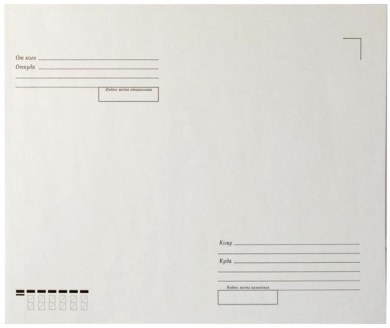 От кого
Откуда
Индекс места отправления
Кому
Куда
Индекс места назначения